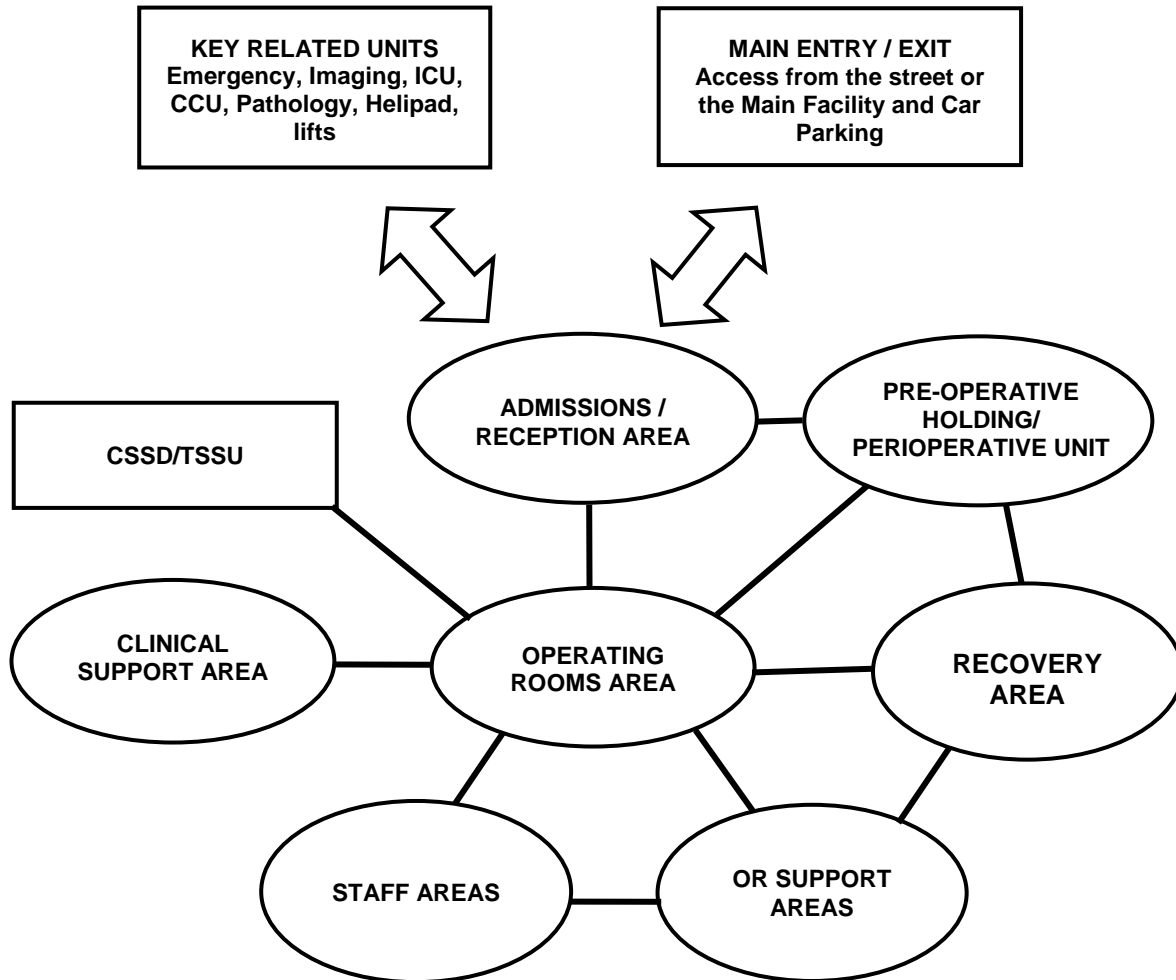 KEY RELATED UNITS
Emergency, Imaging, ICU,
CCU, Pathology, Helipad,
lifts
MAIN ENTRY / EXIT
Access from the street or
the Main Facility and Car
Parking
ADMISSIONS /
RECEPTION AREA
PRE-OPERATIVE
HOLDING/
PERIOPERATIVE UNIT
CSSD/TSSU
CLINICAL
SUPPORT AREA
OPERATING
ROOMS AREA
RECOVERY
AREA
STAFF AREAS
OR SUPPORT
AREAS